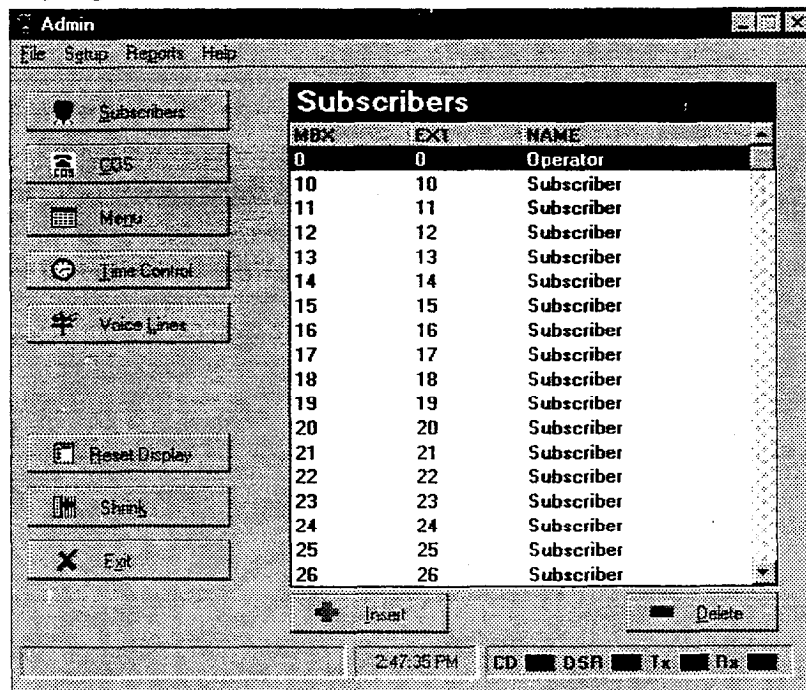 Admin
File Setup Reports Help
Subscribers
COS
Menu
Time Control
Voice Lines
Reset Display
Shrink
Exit
Subscribers
MBX EXT NAME
0 0 Operator
10 10 Subscriber
11 11 Subscriber
12 12 Subscriber
13 13 Subscriber
14 14 Subscriber
15 15 Subscriber
16 16 Subscriber
17 17 Subscriber
18 18 Subscriber
19 19 Subscriber
20 20 Subscriber
21 21 Subscriber
22 22 Subscriber
23 23 Subscriber
24 24 Subscriber
25 25 Subscriber
26 26 Subscriber
Insert Delete
2:47:35 PM CD DSR Tx Rx